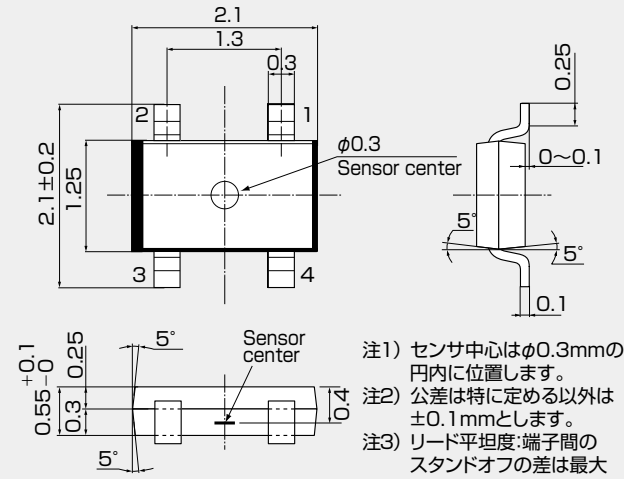 2.1
1.3
0.3
2
1
φ0.3
Sensor center
2.1±0.2
1.25
3
4
0.25
0～0.1
5°
5°
0.1
5°
Sensor
center
+0.1
0.55-0
0.25
0.3
0.4
5°
注1) センサ中心はφ0.3mmの
円内に位置します。
注2) 公差は特に定める以外は
±0.1mmとします。
注3) リード平坦度:端子間の
スタンドオフの差は最大